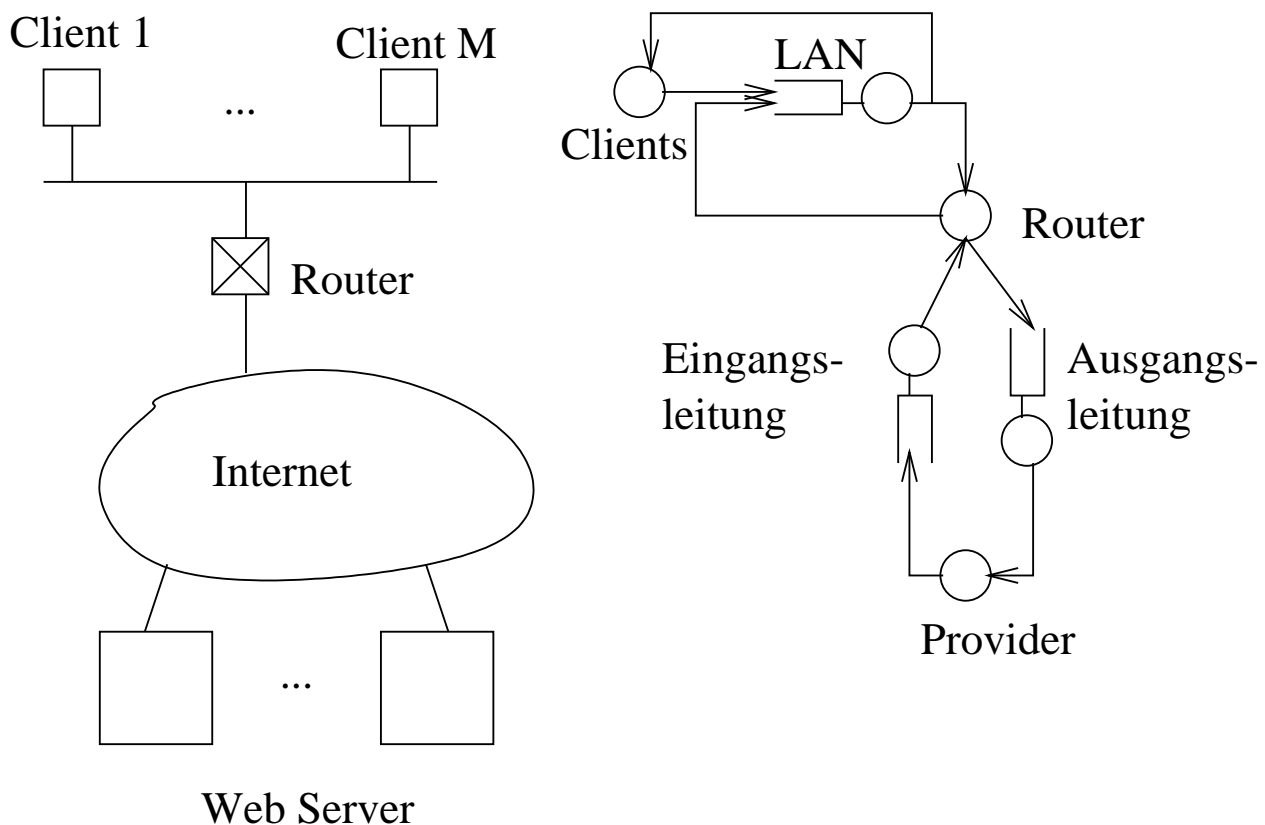 Client 1
...
Client M
Router
Internet
...
Web Server
LAN
Clients
Router
Eingangs-
leitung
Ausgangs-
leitung
Provider